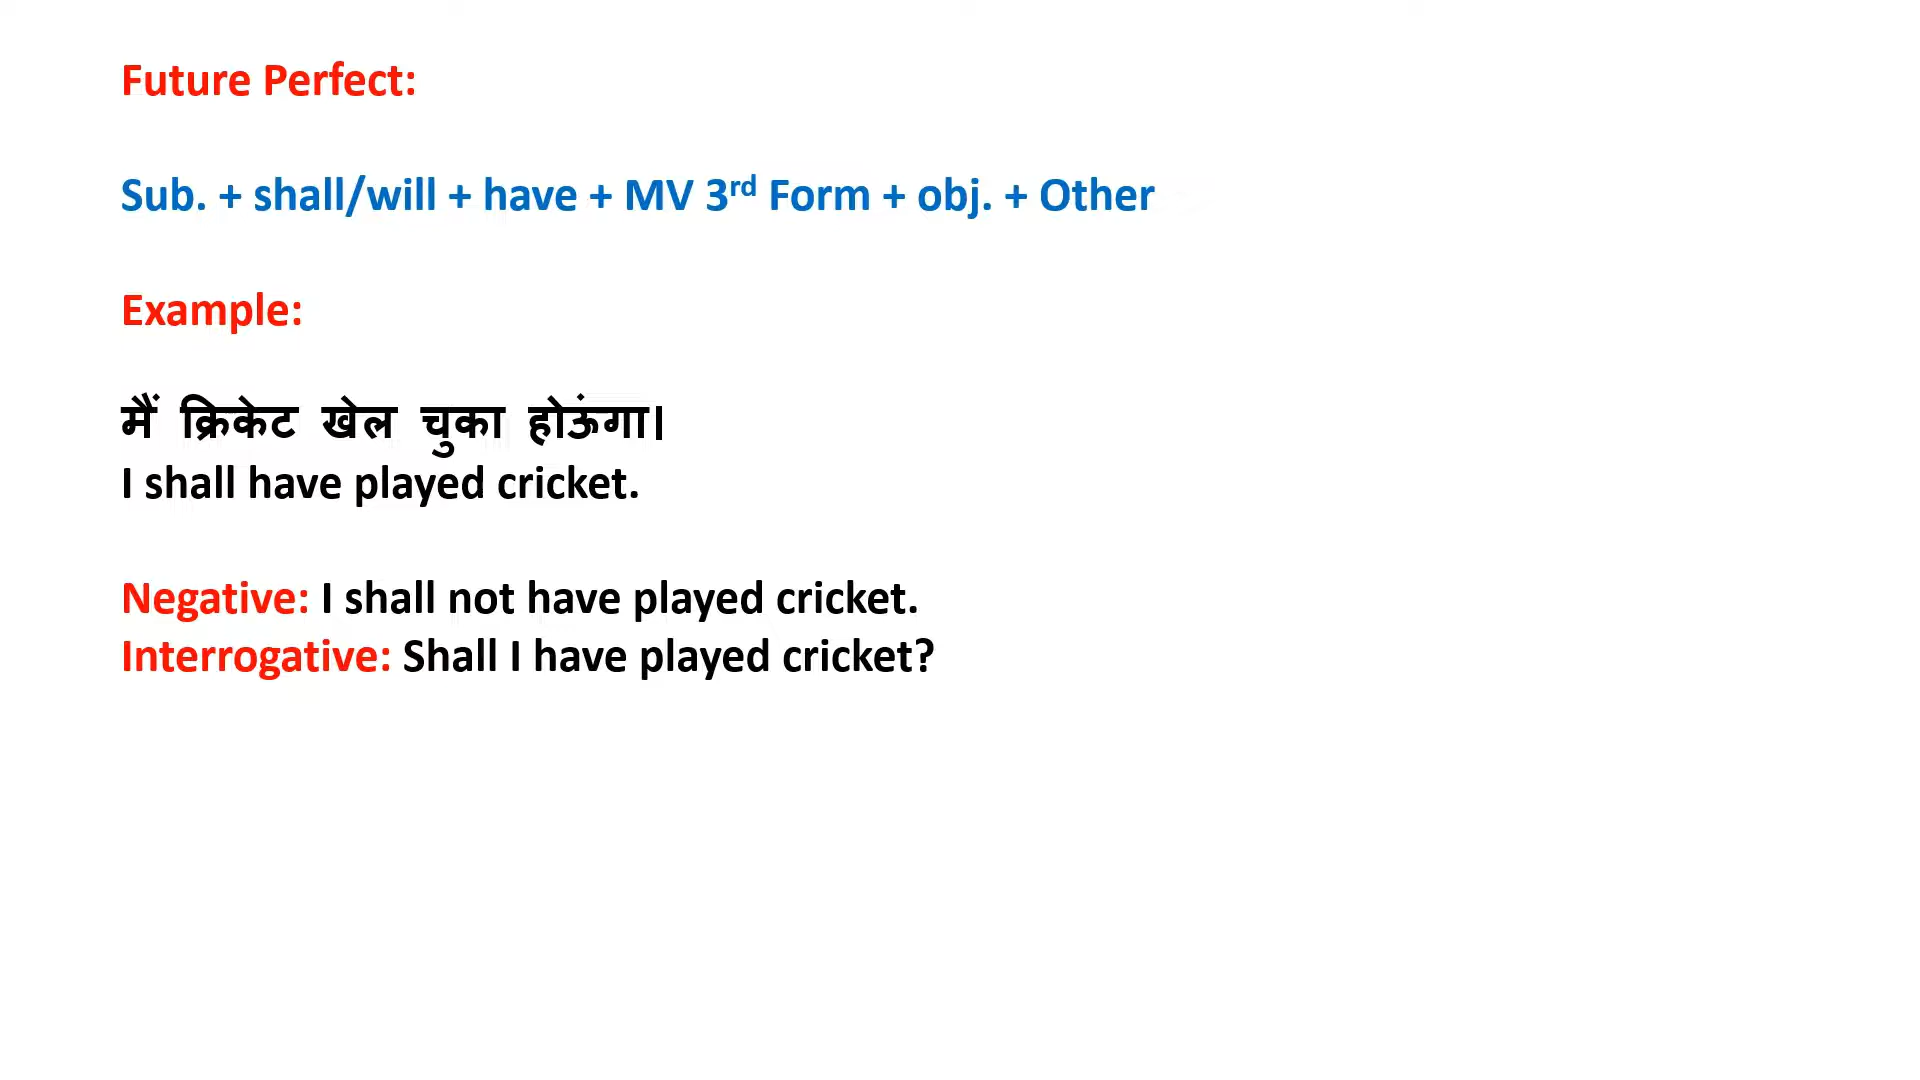 Future Perfect:
Sub. + shall/will + have + MV 3rd Form + obj. + Other
Example:
मैं क्रिकेट खेल चुका होऊंगा।
I shall have played cricket.
Negative: I shall not have played cricket.
Interrogative: Shall I have played cricket?